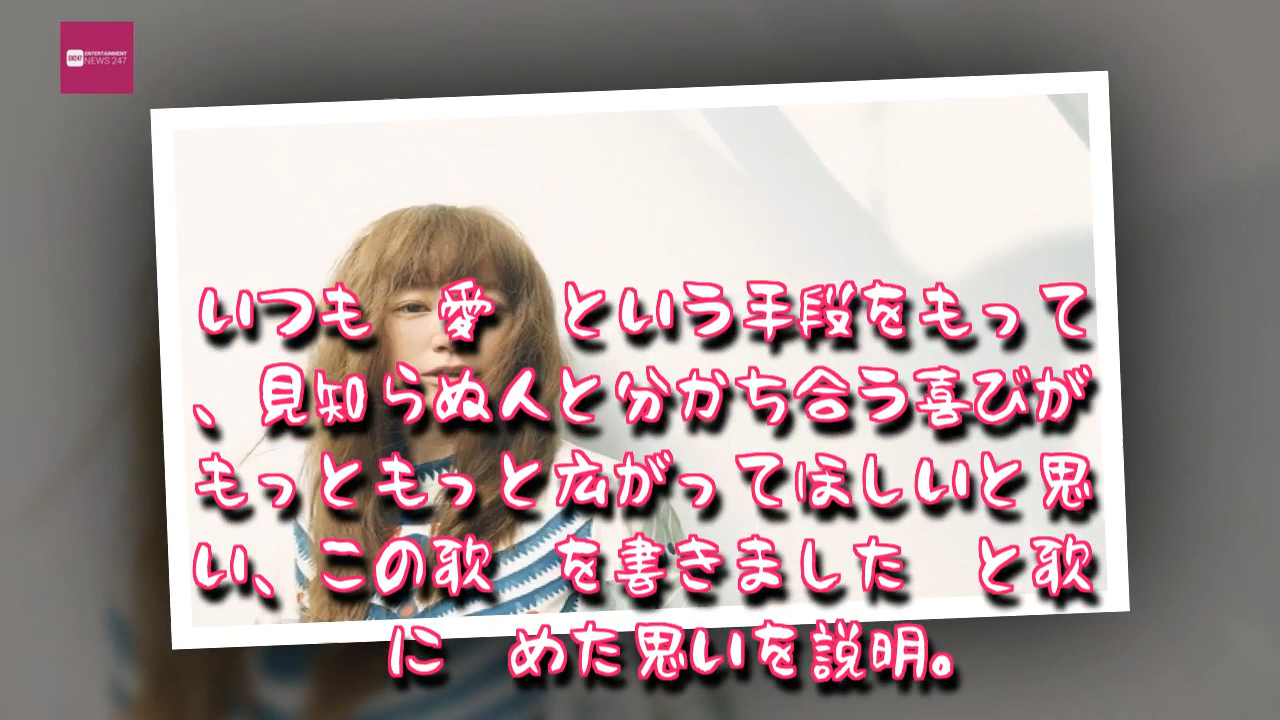 ENTERTAINMENT
NEWS 247
いつも　愛　という手段をもって
、見知らぬ人と分かち合う喜びが
もっともっと広がってほしいと思
い、この歌　を書きました　と歌
に　めた思いを説明。